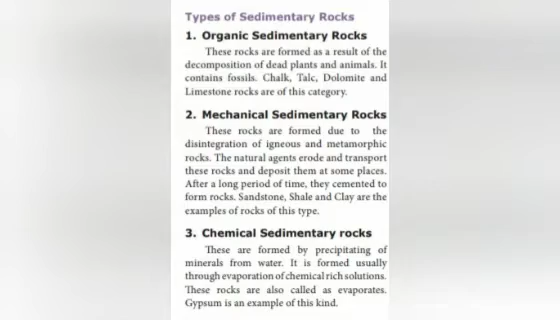 Types of Sedimentary Rocks
1. Organic Sedimentary Rocks
These rocks are formed as a result of the
decomposition of dead plants and animals. It
contains fossils. Chalk, Talc, Dolomite and
Limestone rocks are of this category.
2. Mechanical Sedimentary Rocks
These rocks are formed due to the
disintegration of igneous and metamorphic
rocks. The natural agents erode and transport
these rocks and deposit them at some places.
After a long period of time, they cemented to
form rocks. Sandstone, Shale and Clay are the
examples of rocks of this type.
3. Chemical Sedimentary rocks
These are formed by precipitating of
minerals from water. It is formed usually
through evaporation of chemical rich solutions.
These rocks are also called as evaporates.
Gypsum is an example of this kind.